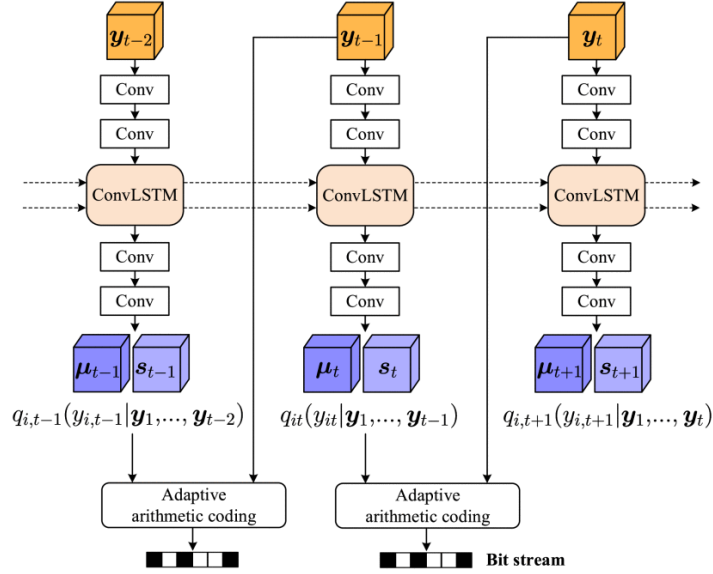 y_{t-2} y_{t-1} y_t
Conv Conv Conv
Conv Conv Conv
ConvLSTM ConvLSTM ConvLSTM
Conv Conv Conv
Conv Conv Conv
μ_{t-1} s_{t-1} μ_t s_t μ_{t+1} s_{t+1}
q_{i,t-1}(y_{i,t-1}|y_1,..., y_{t-2}) q_{it}(y_{it}|y_1,..., y_{t-1}) q_{i,t+1}(y_{i,t+1}|y_1,..., y_t)
Adaptive Adaptive
arithmetic coding arithmetic coding
Bit stream